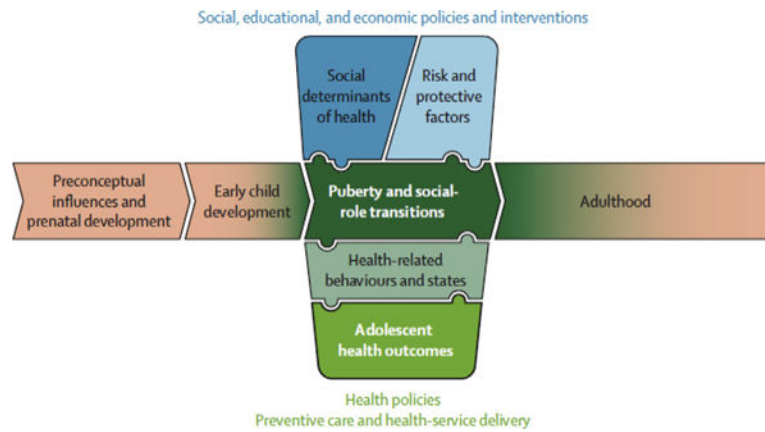 Social, educational, and economic policies and interventions
Social
determinants
of health
Risk and
protective
factors
Preconceptual
influences and
prenatal development
Early child
development
Puberty and social-
role transitions
Adulthood
Health-related
behaviours and states
Adolescent
health outcomes
Health policies
Preventive care and health-service delivery